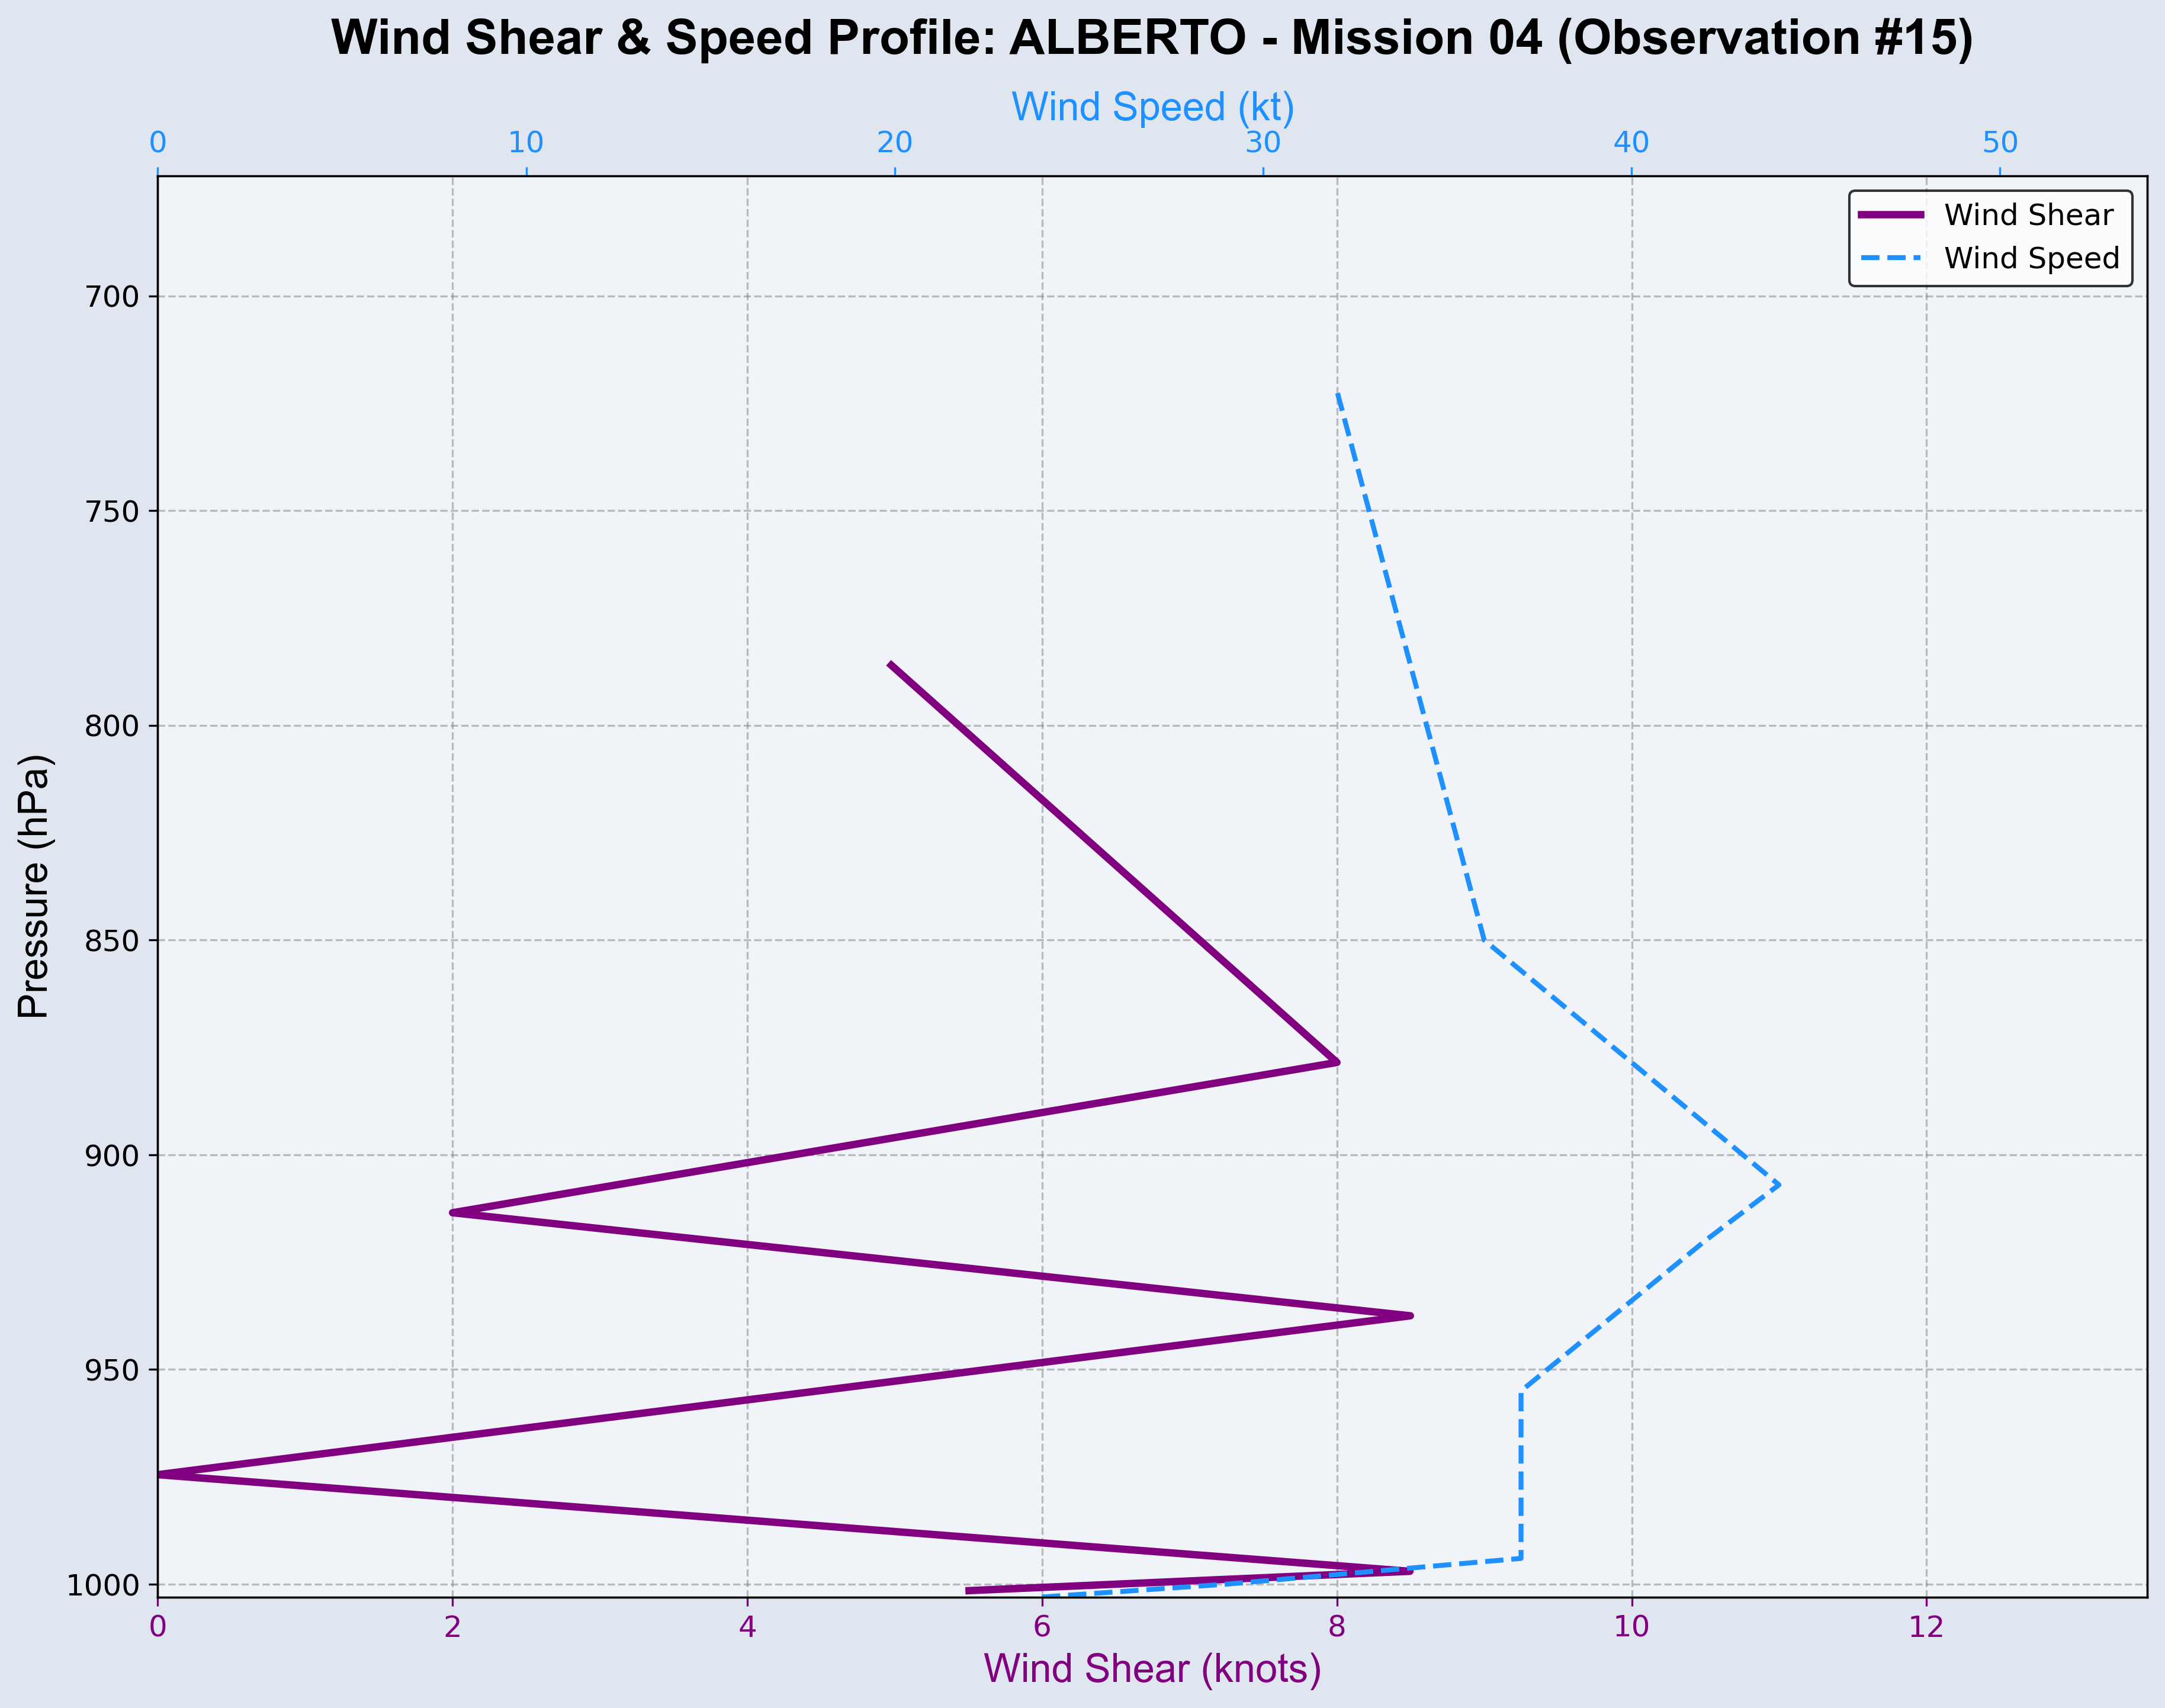 Wind Shear & Speed Profile: ALBERTO - Mission 04 (Observation #15)
Wind Speed (kt)
0 10 20 30 40 50
Wind Shear
Wind Speed
Pressure (hPa)
700
750
800
850
900
950
1000
0 2 4 6 8 10 12
Wind Shear (knots)